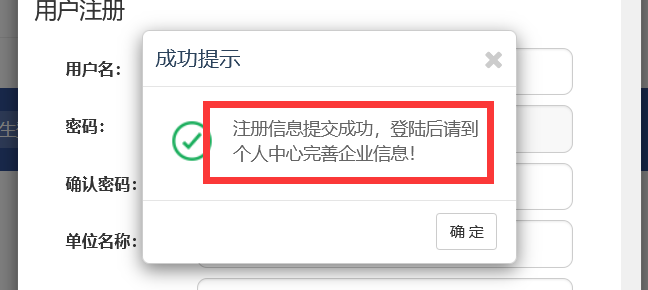 用户注册
成功提示
用户名:
注册信息提交成功，登陆后请到
个人中心完善企业信息！
密码:
确认密码:
单位名称:
确 定